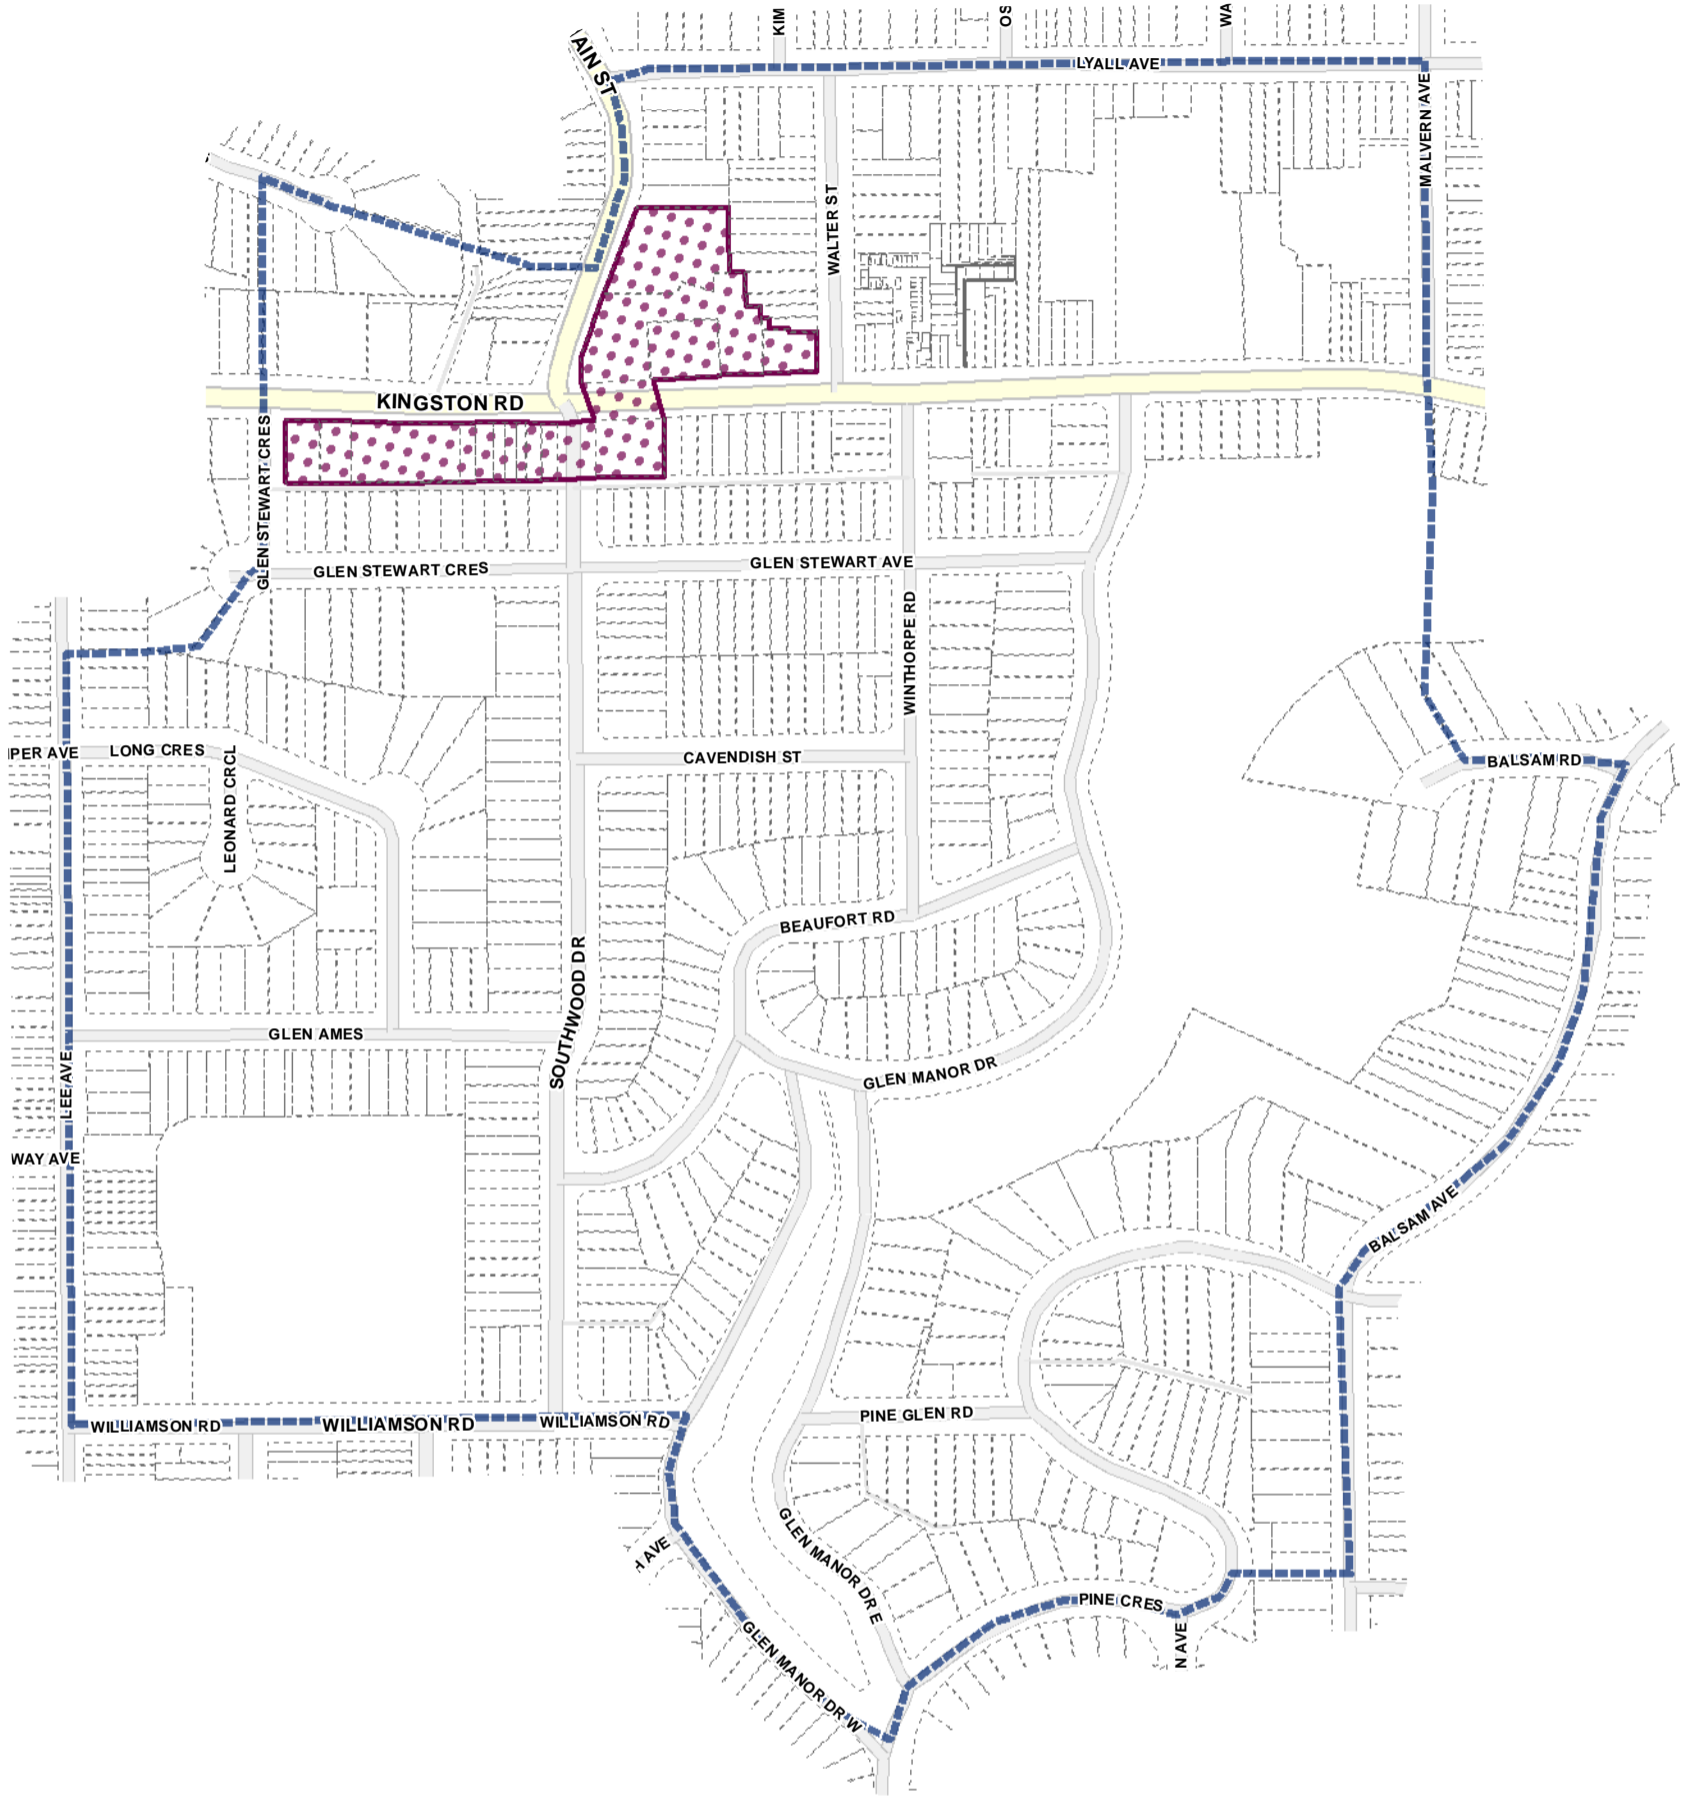 KIM
OS
WA
AIN ST
LYALL AVE
MALVERN AVE
WALTER ST
KINGSTON RD
GLEN STEWART CRES
GLEN STEWART CRES
GLEN STEWART AVE
WINTHORPE RD
IPER AVE
LONG CRES
LEONARD CRCL
CAVENDISH ST
BALSAM RD
BEAUFORT RD
SOUTHWOOD DR
GLEN AMES
LEE AVE
GLEN MANOR DR
WAY AVE
BALSAM AVE
WILLIAMSON RD
WILLIAMSON RD
WILLIAMSON RD
PINE GLEN RD
H AVE
GLEN MANOR DR E
PINE CRES
GLEN MANOR DR W
N AVE